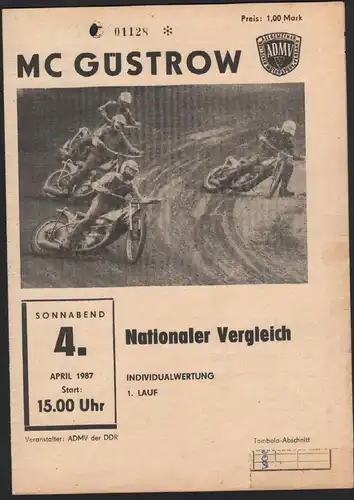 01128 *
Preis: 1,00 Mark
MC GÜSTROW
ADMV
SONNABEND
4.
APRIL 1987
Start:
15.00 Uhr
Nationaler Vergleich
INDIVIDUALWERTUNG
1. LAUF
Veranstalter: ADMV der DDR
Tombola-Abschnitt